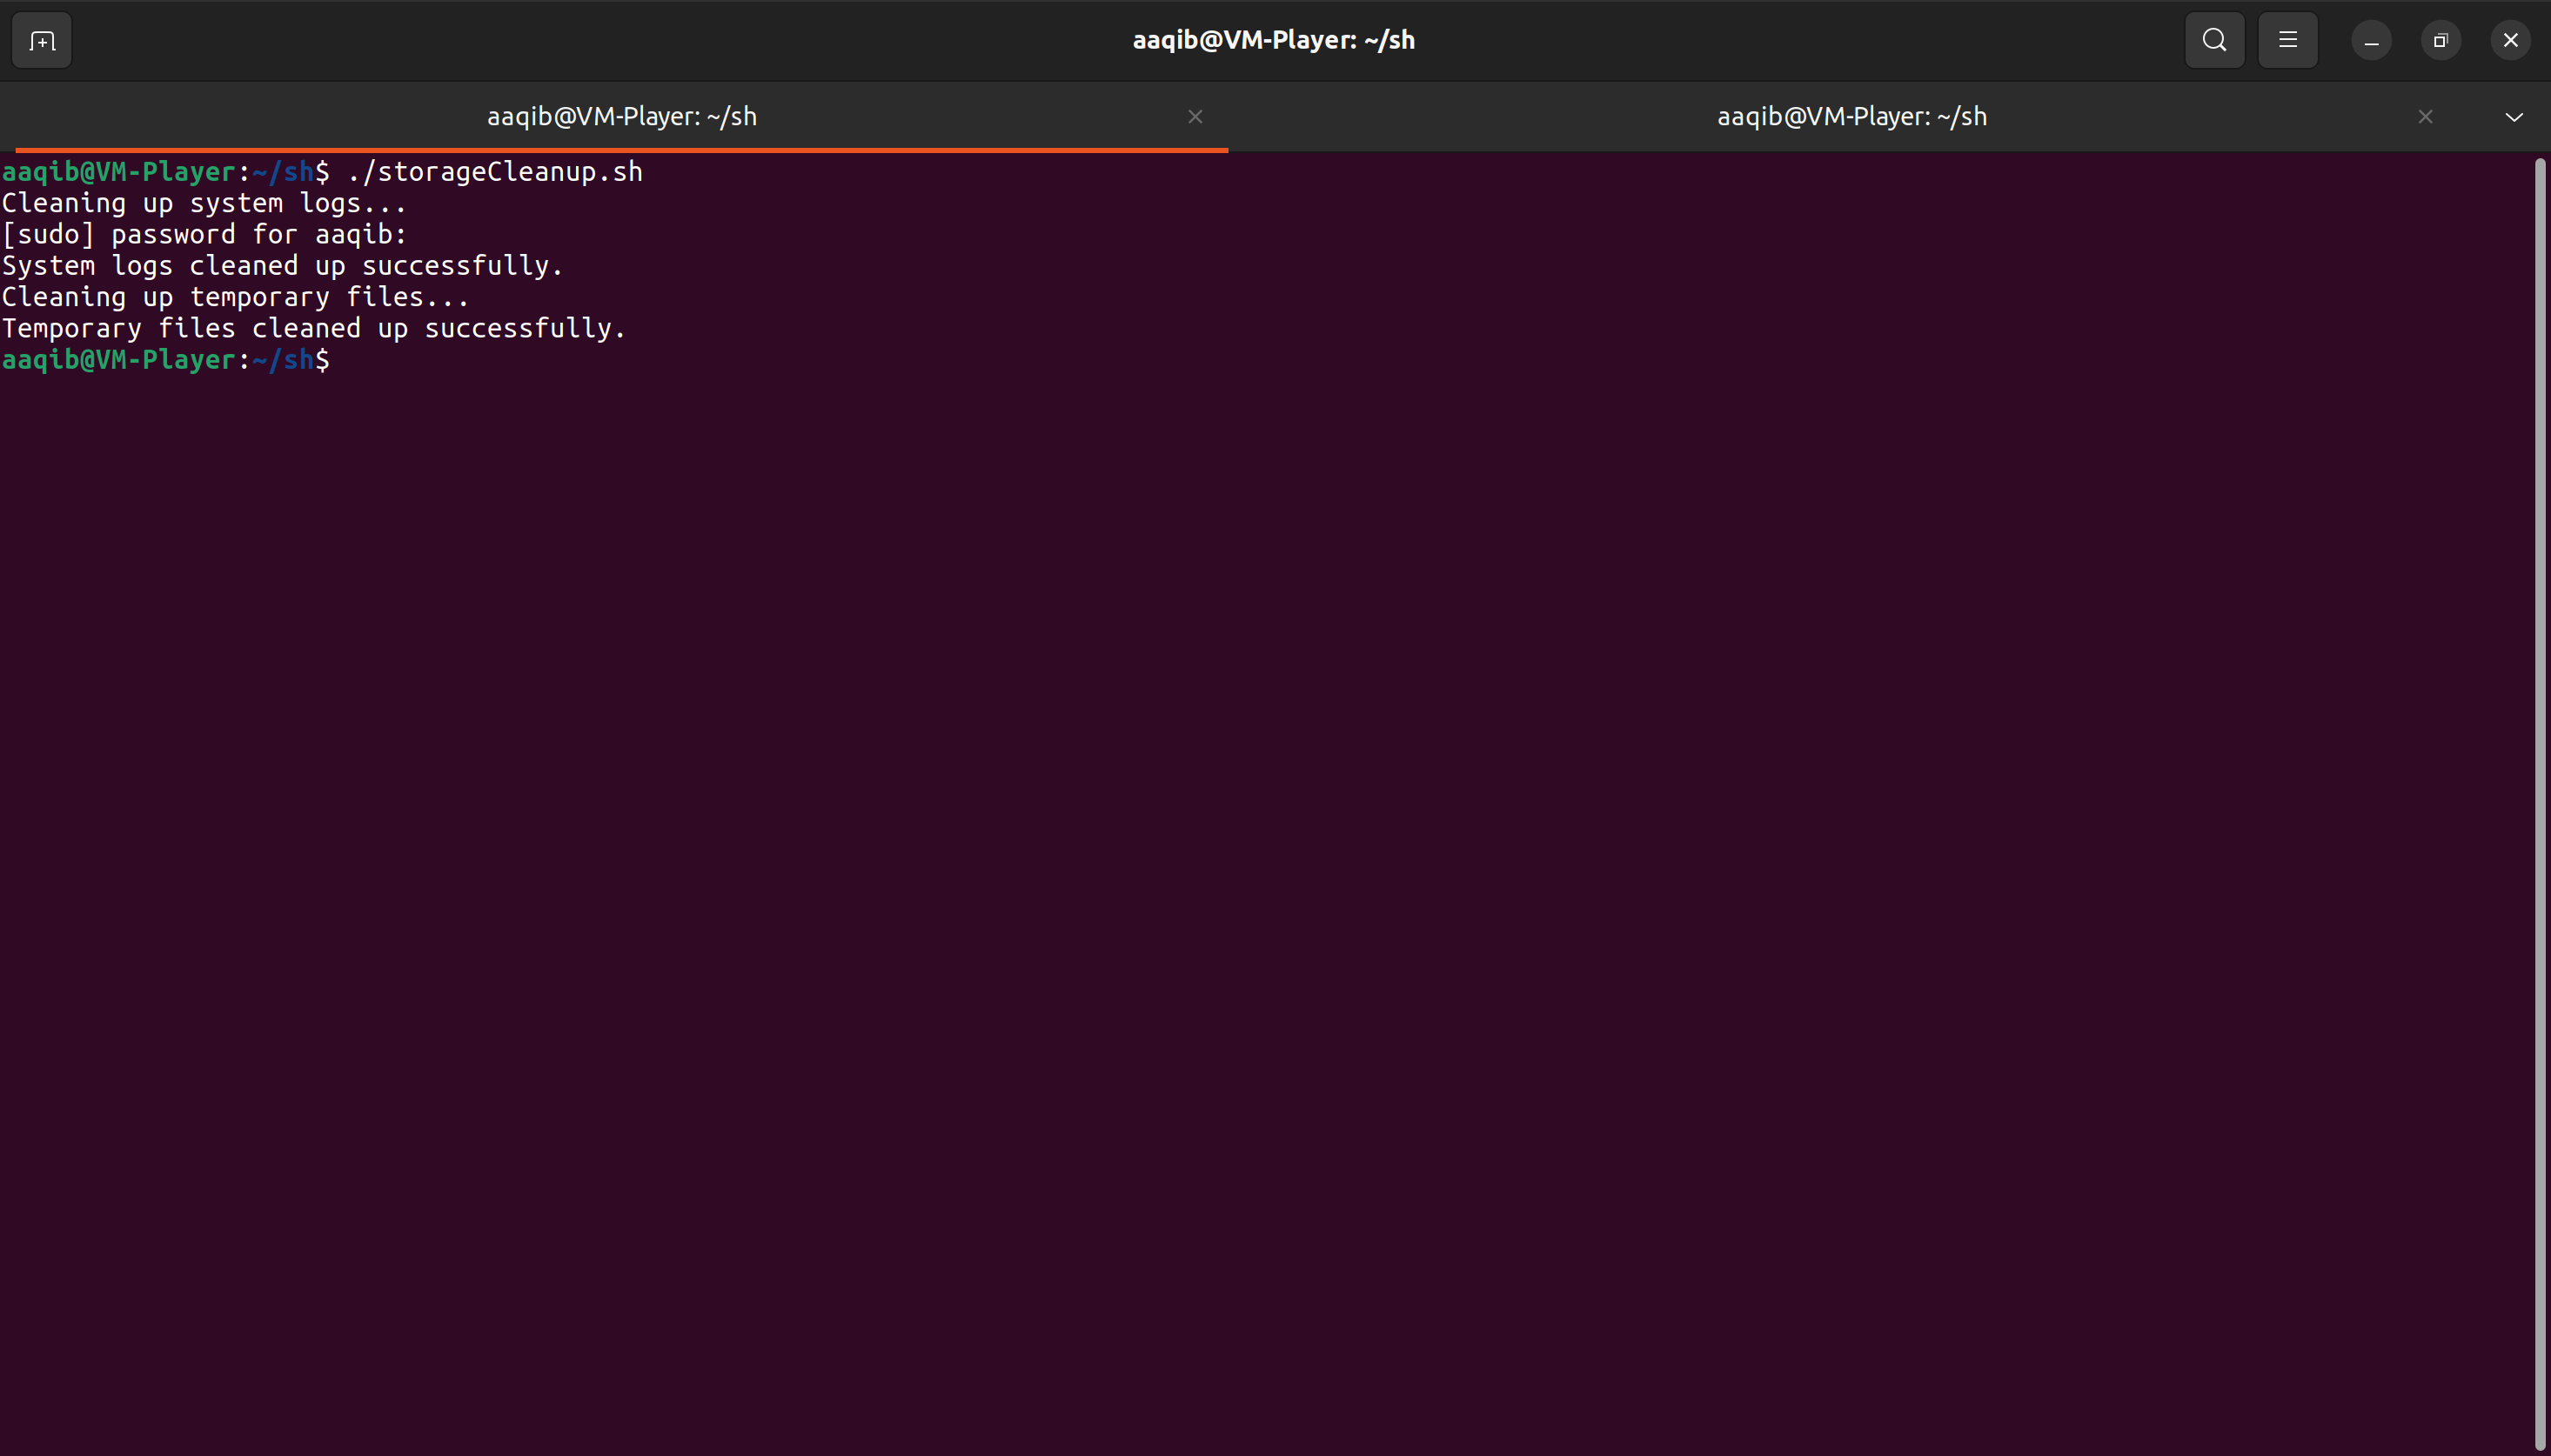 aaqib@VM-Player: ~/sh
aaqib@VM-Player: ~/sh
aaqib@VM-Player: ~/sh
aaqib@VM-Player:~/sh$ ./storageCleanup.sh
Cleaning up system logs...
[sudo] password for aaqib:
System logs cleaned up successfully.
Cleaning up temporary files...
Temporary files cleaned up successfully.
aaqib@VM-Player:~/sh$